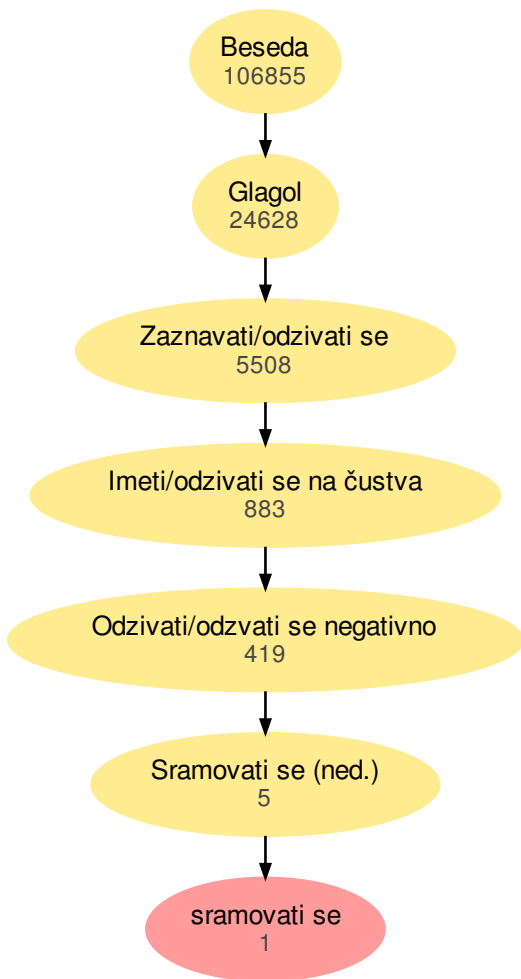 Beseda
106855
Glagol
24628
Zaznavati/odzivati se
5508
Imeti/odzivati se na čustva
883
Odzivati/odzvati se negativno
419
Sramovati se (ned.)
5
sramovati se
1